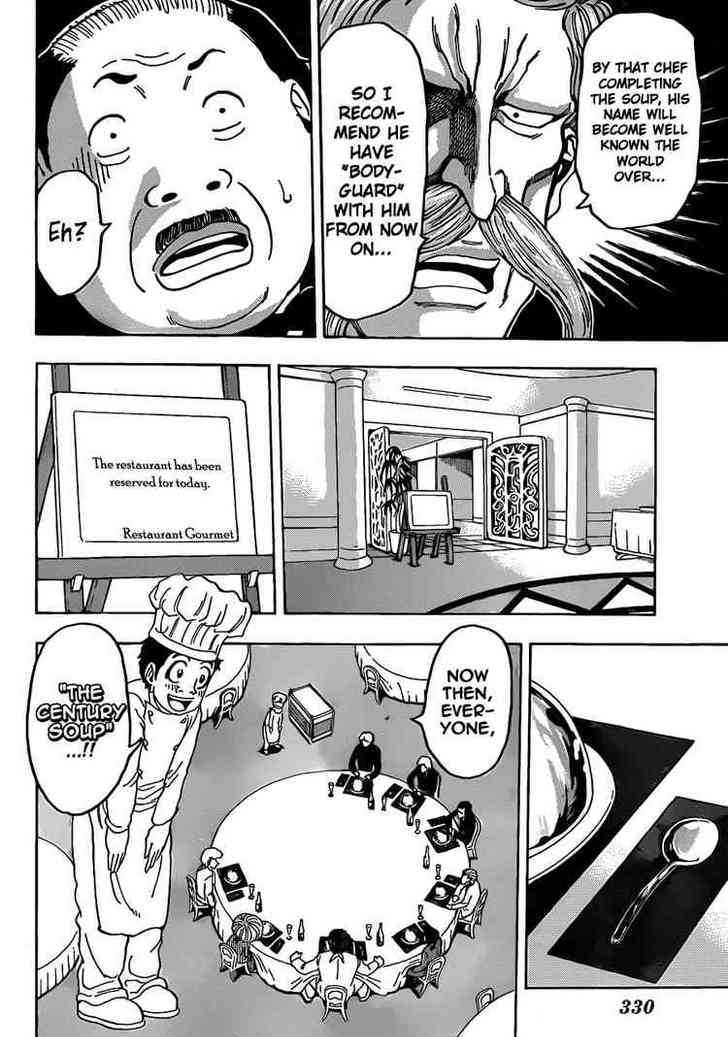 BY THAT CHEF
COMPLETING
THE SOUP, HIS
NAME WILL
BECOME WELL
KNOWN THE
WORLD
OVER...
SO I
RECOM-
MEND HE
HAVE
"BODY-
GUARD"
WITH HIM
FROM NOW
ON...
Eh?
The restaurant has been
reserved for today.
Restaurant Gourmet
NOW
THEN,
EVER-
YONE,
"THE
CENTURY
SOUP"
...!!
330